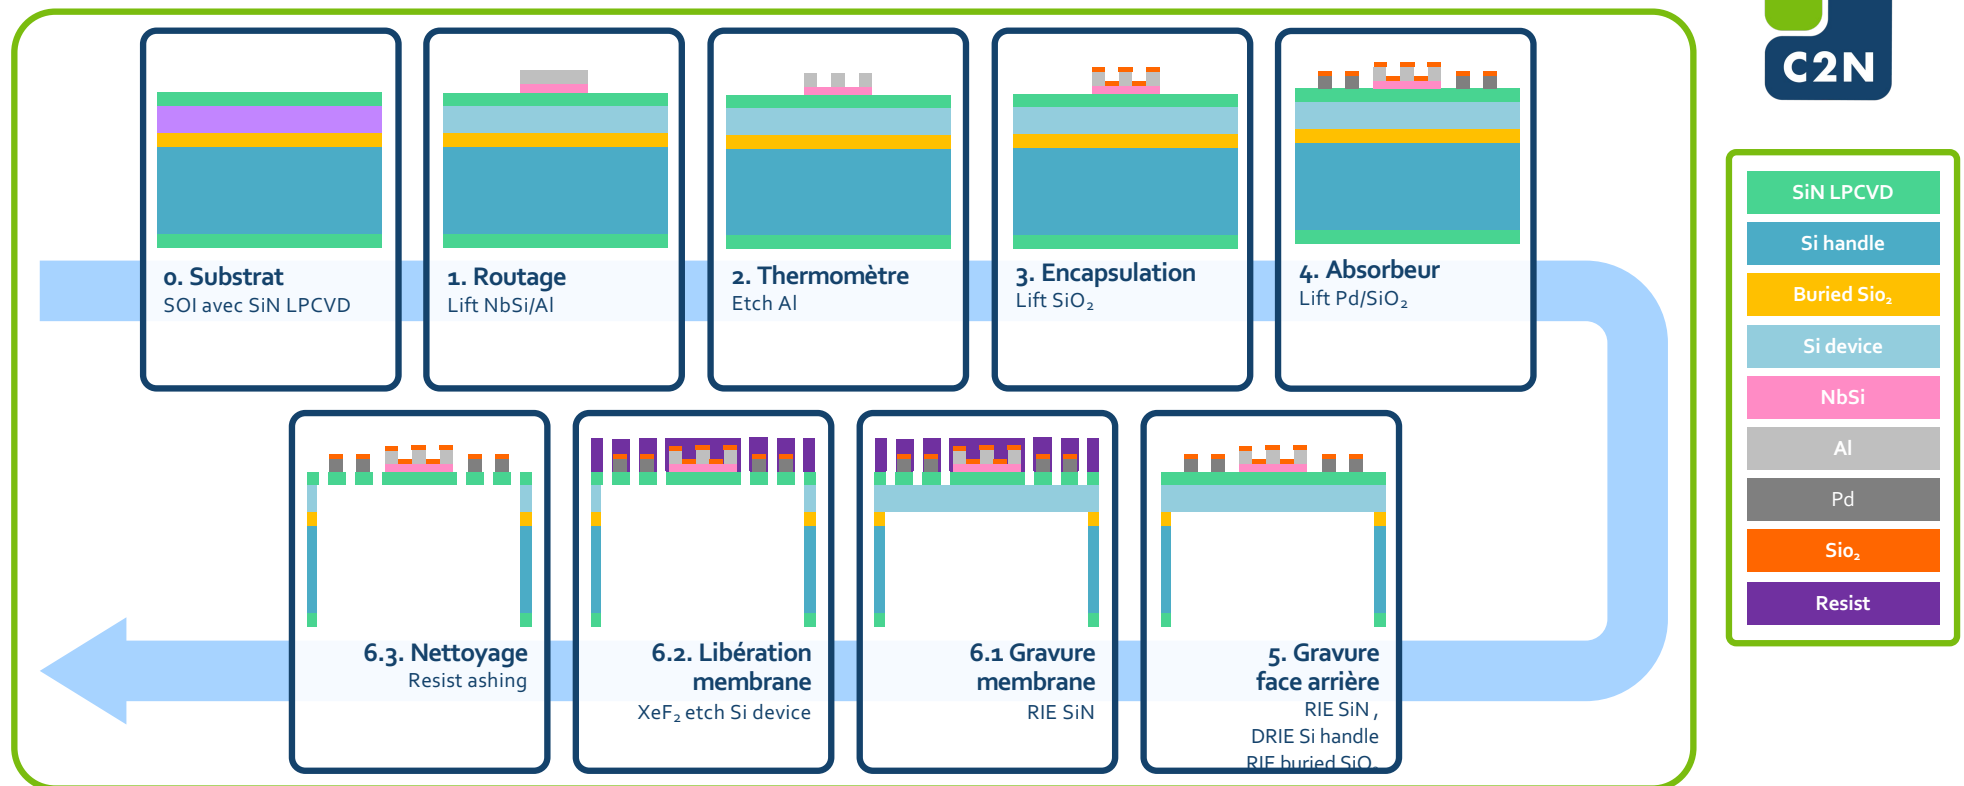 C2N
0. Substrat
SOI avec SiN LPCVD
1. Routage
Lift NbSi/Al
2. Thermomètre
Etch Al
3. Encapsulation
Lift SiO₂
4. Absorbeur
Lift Pd/SiO₂
SiN LPCVD
Si handle
Buried Sio₂
Si device
NbSi
Al
Pd
Sio₂
Resist
6.3. Nettoyage
Resist ashing
6.2. Libération
membrane
XeF₂ etch Si device
6.1 Gravure
membrane
RIE SiN
5. Gravure
face arrière
RIE SiN ,
DRIE Si handle
RIE buried SiO₂